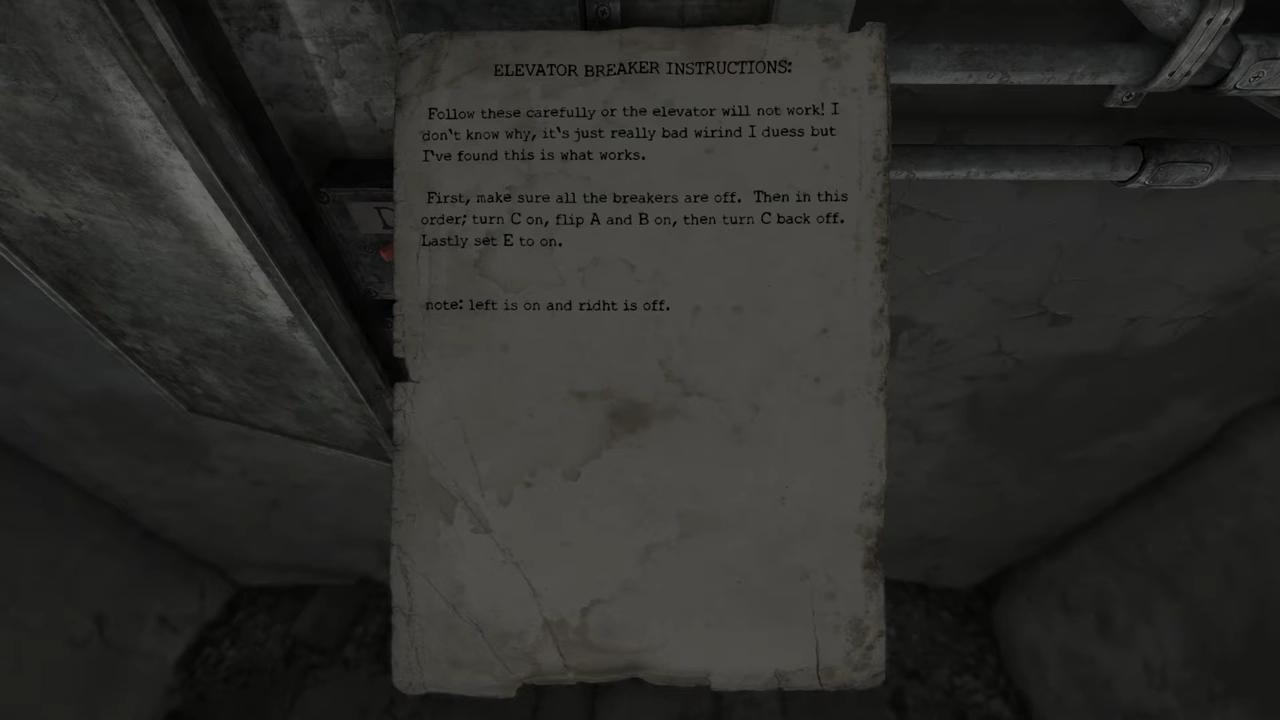 ELEVATOR BREAKER INSTRUCTIONS:
Follow these carefully or the elevator will not work! I
don't know why, it's just really bad wirind I duess but
I've found this is what works.
First, make sure all the breakers are off. Then in this
order; turn C on, flip A and B on, then turn C back off.
Lastly set E to on.
note: left is on and ridht is off.
D